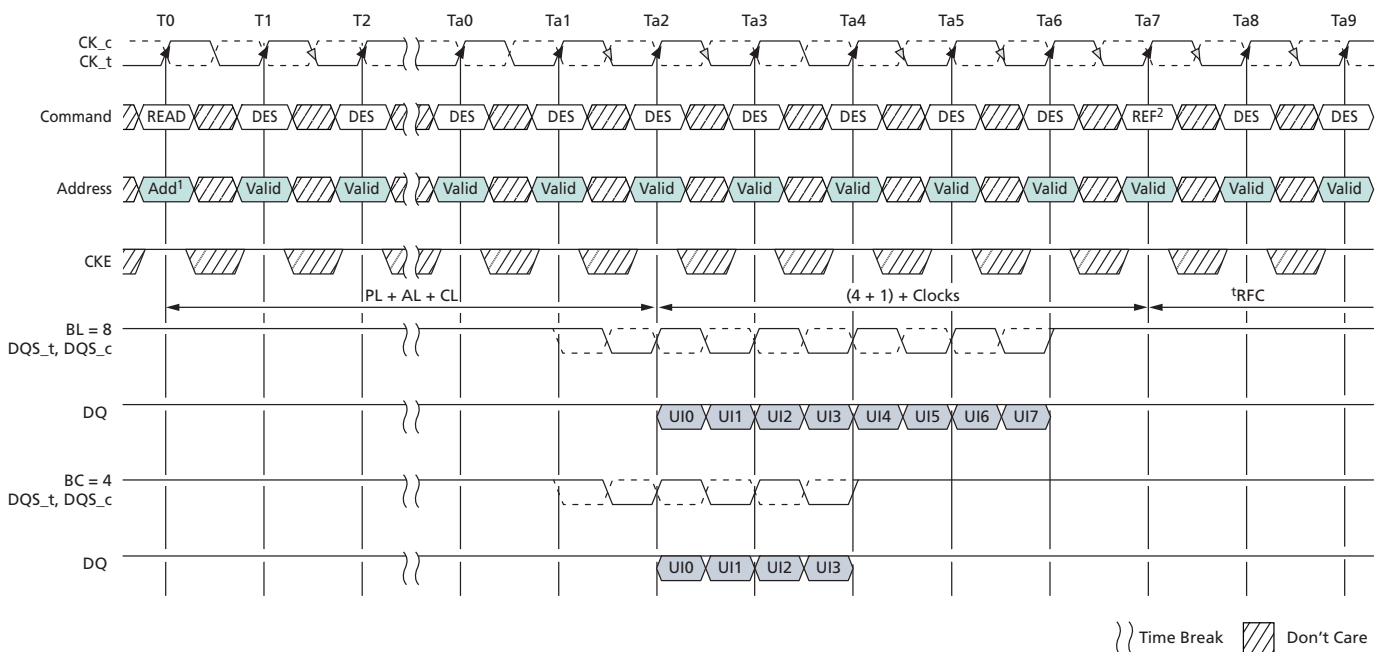 T0 T1 T2 Ta0 Ta1 Ta2 Ta3 Ta4 Ta5 Ta6 Ta7 Ta8 Ta9
CK_c
CK_t
Command READ DES DES DES DES DES DES DES DES DES REF² DES DES
Address Add¹ Valid Valid Valid Valid Valid Valid Valid Valid Valid Valid Valid Valid
CKE
PL + AL + CL (4 + 1) + Clocks ᵗRFC
BL = 8
DQS_t, DQS_c
DQ UI0 UI1 UI2 UI3 UI4 UI5 UI6 UI7
BC = 4
DQS_t, DQS_c
DQ UI0 UI1 UI2 UI3
Time Break Don't Care